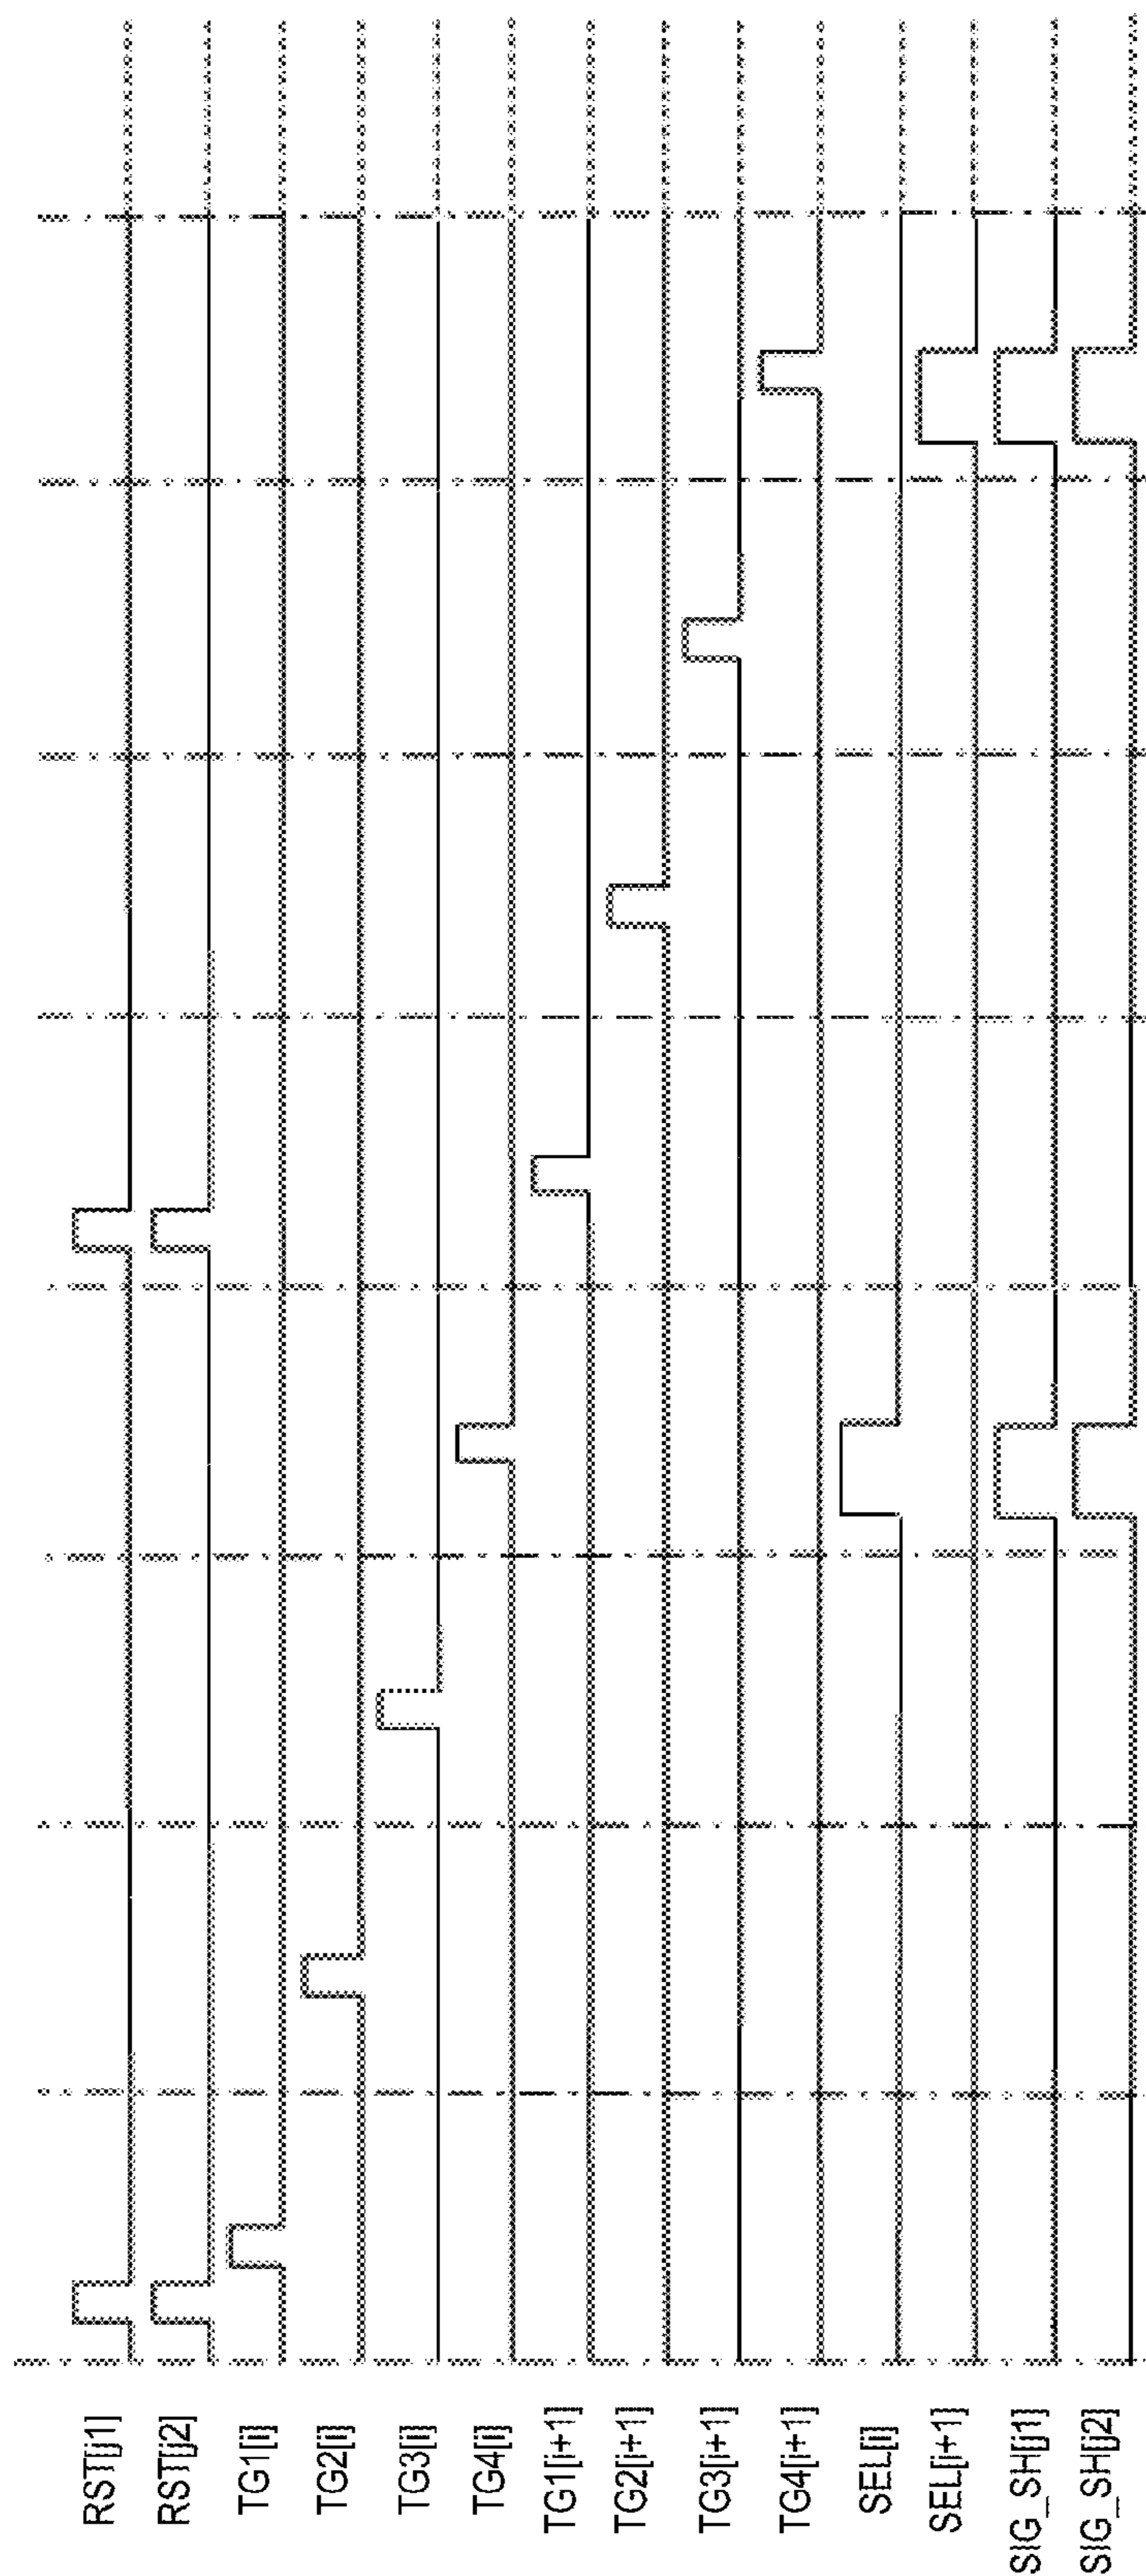 RST[j1]
RST[j2]
TG1[i]
TG2[i]
TG3[i]
TG4[i]
TG1[i+1]
TG2[i+1]
TG3[i+1]
TG4[i+1]
SEL[i]
SEL[i+1]
SIG_SH[j1]
SIG_SH[j2]